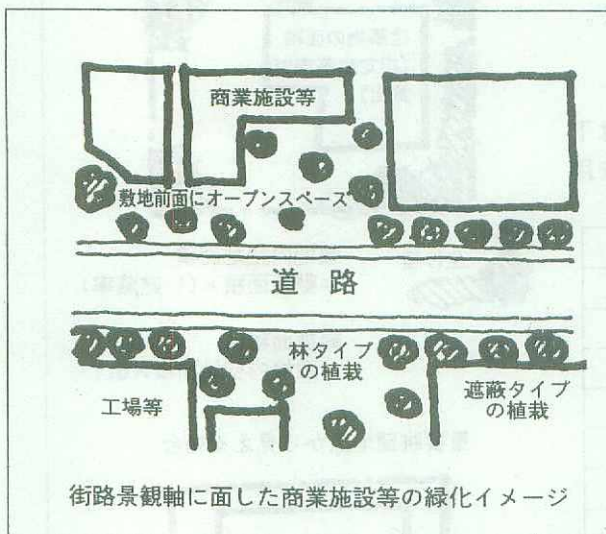 商業施設等
敷地前面にオープンスペース
道路
林タイプ
の植栽
工場等
遮蔽タイプ
の植栽
街路景観軸に面した商業施設等の緑化イメージ